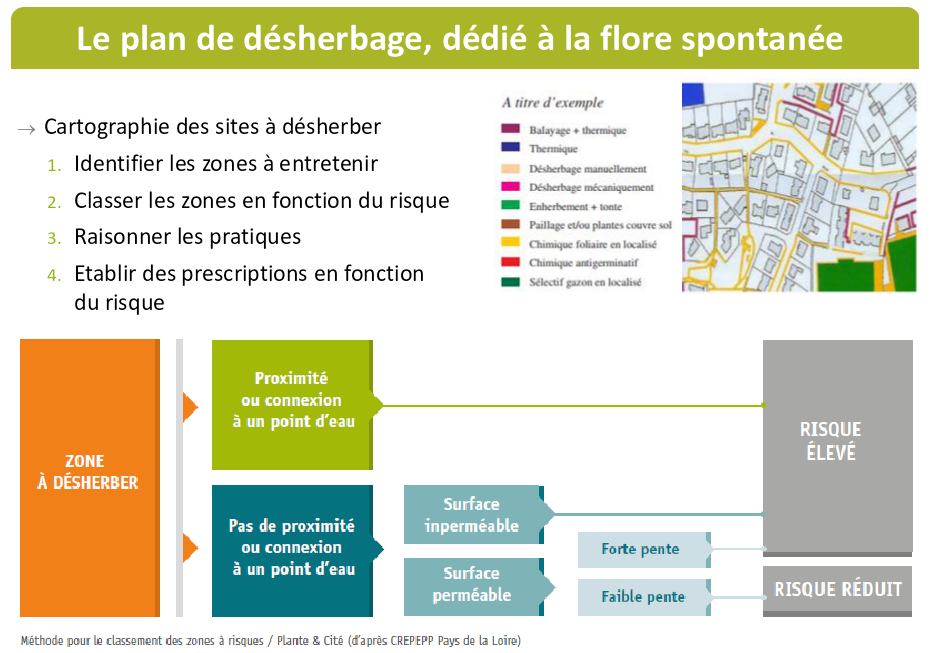 Le plan de désherbage, dédié à la flore spontanée
→ Cartographie des sites à désherber
1. Identifier les zones à entretenir
2. Classer les zones en fonction du risque
3. Raisonner les pratiques
4. Etablir des prescriptions en fonction
du risque
A titre d'exemple
Balayage + thermique
Thermique
Désherbage manuellement
Désherbage mécaniquement
Enherbement + tonte
Paillage et/ou plantes couvre sol
Chimique foliaire en localisé
Chimique antigerminatif
Sélectif gazon en localisé
ZONE
À DÉSHERBER
Proximité
ou connexion
à un point d'eau
Pas de proximité
ou connexion
à un point d'eau
Surface
inperméable
Surface
perméable
Forte pente
Faible pente
RISQUE
ÉLEVÉ
RISQUE RÉDUIT
Méthode pour le classement des zones à risques / Plante & Cité (d'après CREPEPP Pays de la Loire)